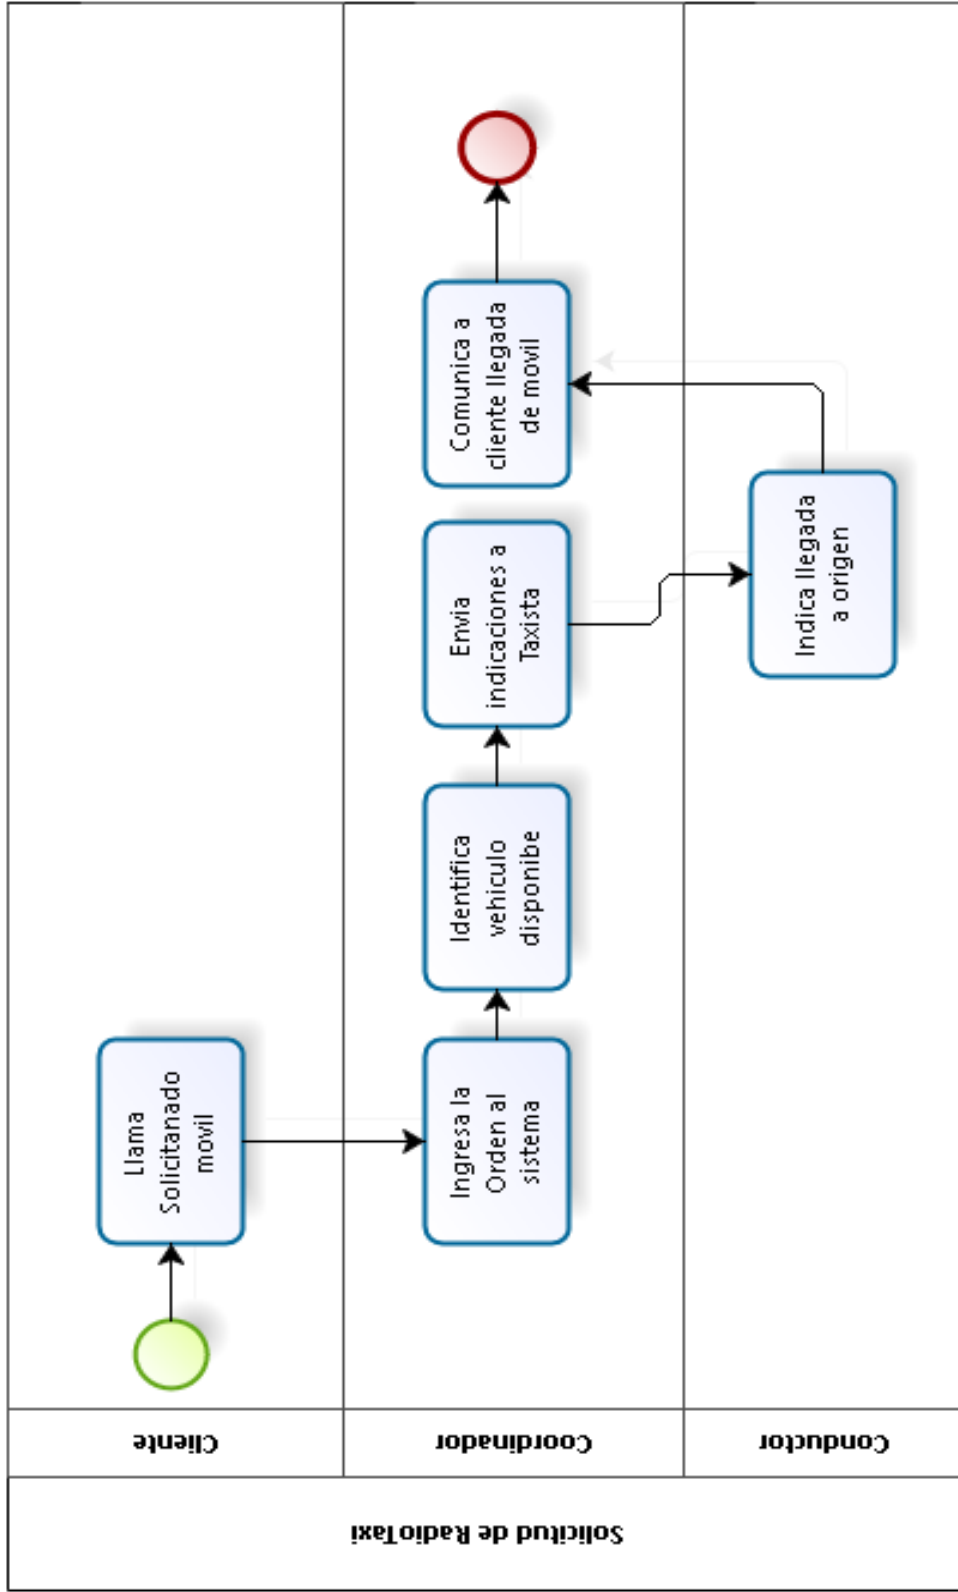 Solicitud de RadioTaxi
Cliente
Llama
Solicitanado
movil
Coordinador
Ingresa la
Orden al
sistema
Identifica
vehiculo
disponibe
Envia
indicaciones a
Taxista
Comunica a
cliente llegada
de movil
Conductor
Indica llegada
a origen